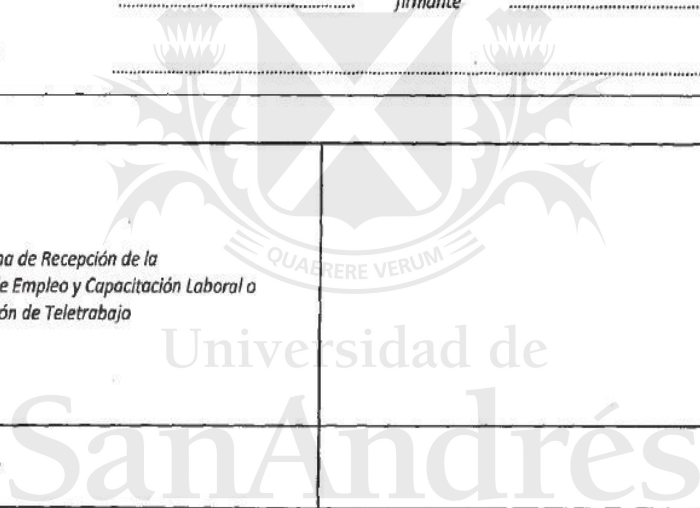 firmante
QUAERERE VERUM
na de Recepción de la
e Empleo y Capacitación Laboral o
ón de Teletrabajo
Universidad de
SanAndrés